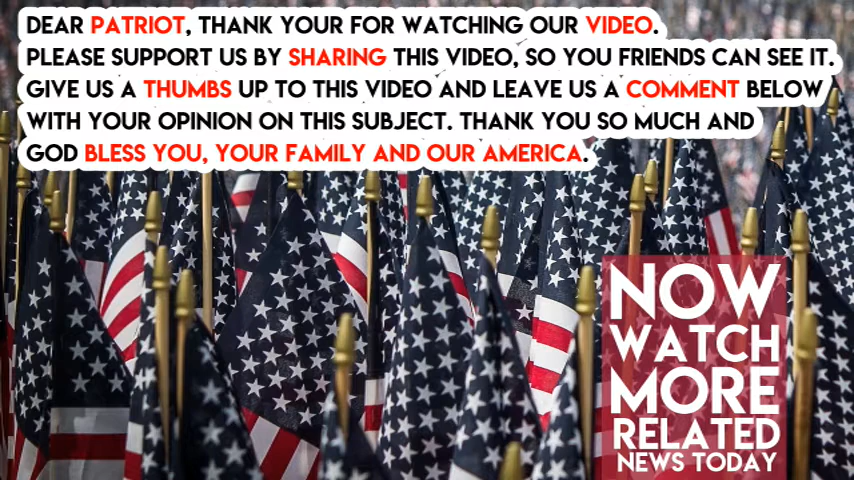 DEAR PATRIOT, THANK YOUR FOR WATCHING OUR VIDEO.
PLEASE SUPPORT US BY SHARING THIS VIDEO, SO YOU FRIENDS CAN SEE IT.
GIVE US A THUMBS UP TO THIS VIDEO AND LEAVE US A COMMENT BELOW
WITH YOUR OPINION ON THIS SUBJECT. THANK YOU SO MUCH AND
GOD BLESS YOU, YOUR FAMILY AND OUR AMERICA.
NOW
WATCH
MORE
RELATED
NEWS TODAY